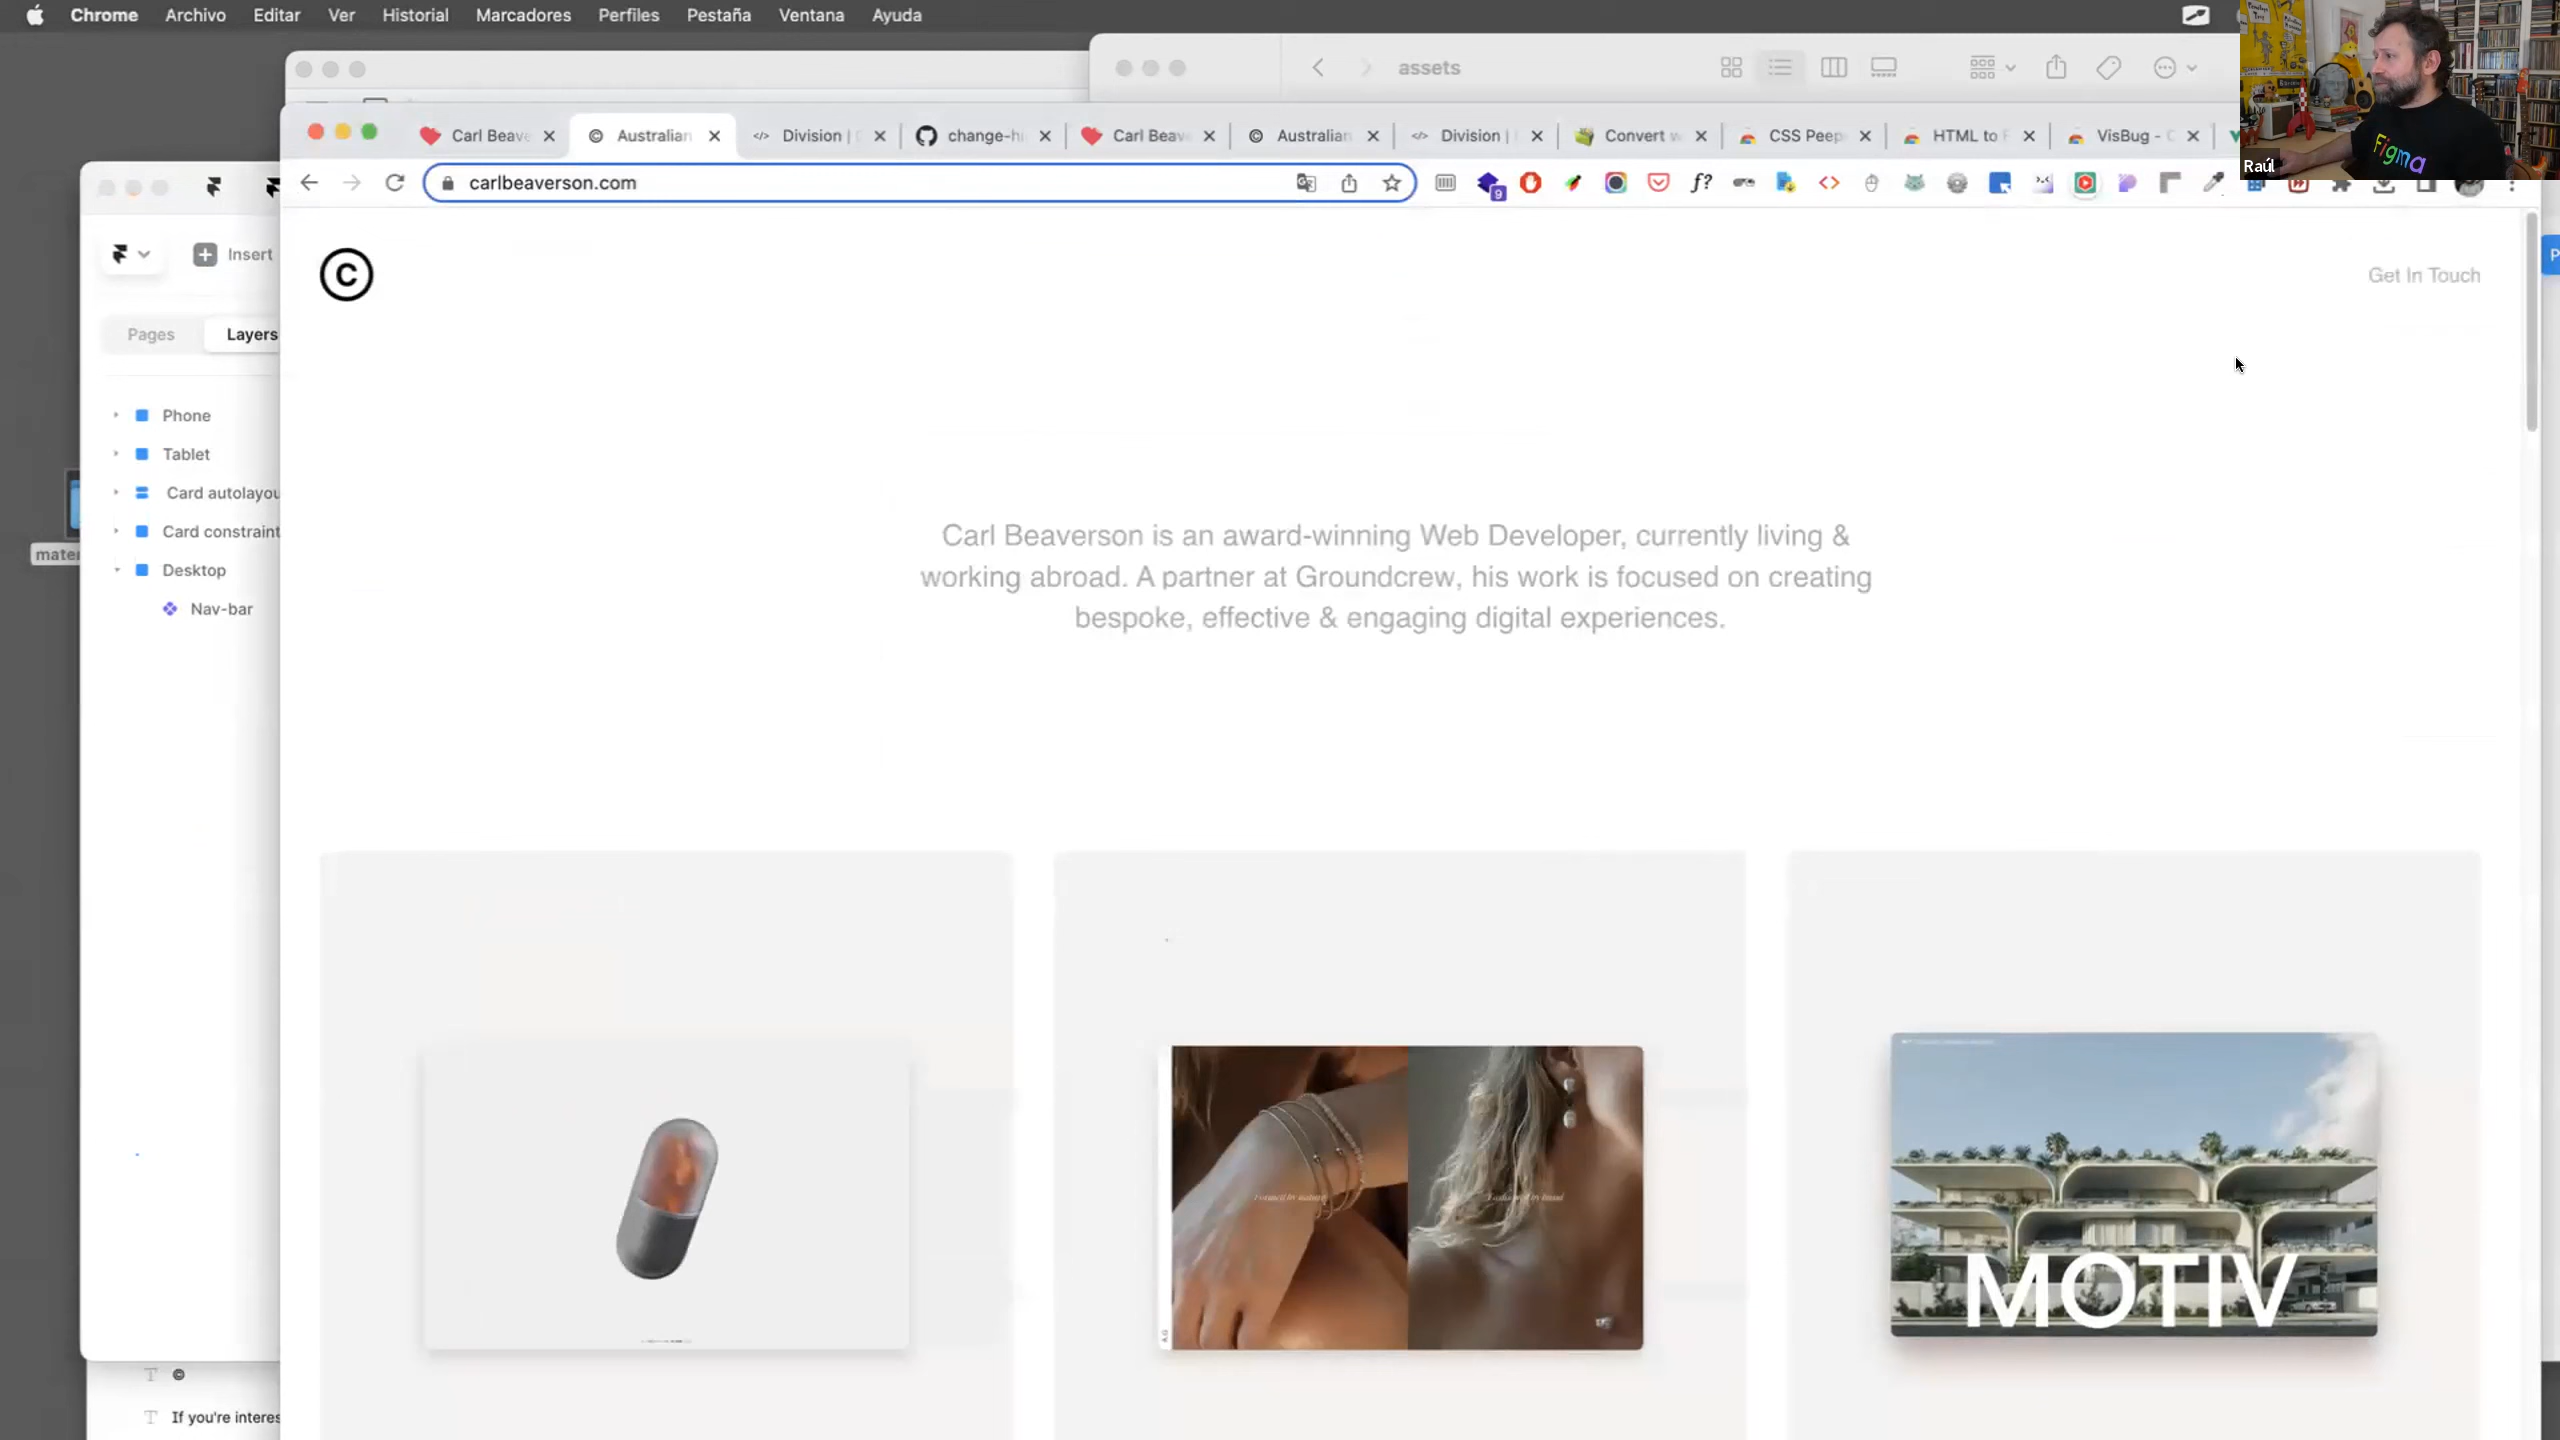 Chrome Archivo Editar Ver Historial Marcadores Perfiles Pestaña Ventana Ayuda
assets
Carl Beave
Australian
Division |
change-h
Carl Beav
Australian
Division |
Convert w
CSS Peep
HTML to F
VisBug - C
carlbeaverson.com
f?
9
Figma
Raúl
Insert
Pages
Layers
Phone
Tablet
Card autolayou
Card constraint
Desktop
Nav-bar
mater
©
If you're interes
©
Get In Touch
Carl Beaverson is an award-winning Web Developer, currently living &
working abroad. A partner at Groundcrew, his work is focused on creating
bespoke, effective & engaging digital experiences.
MOTIV